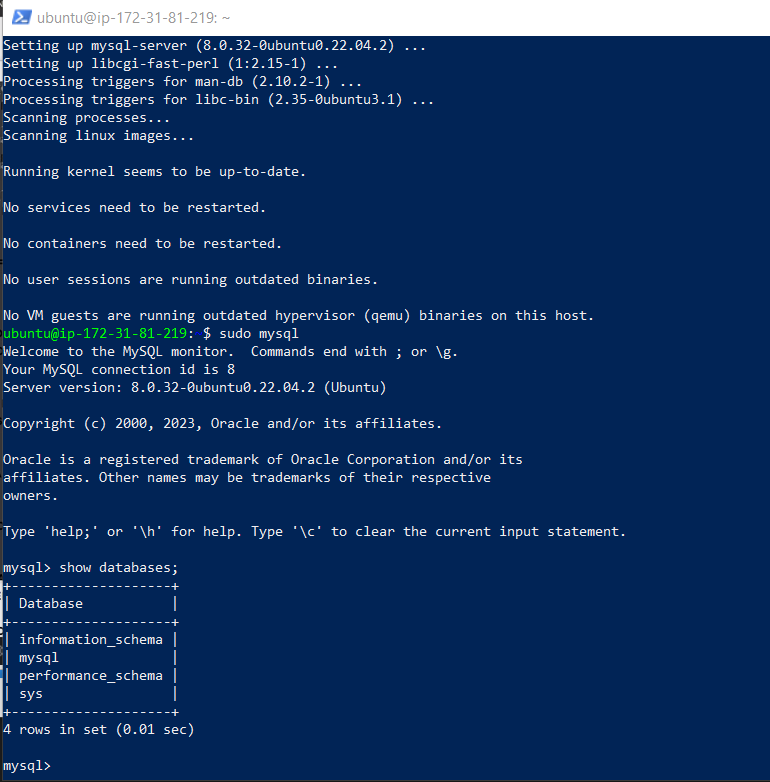 ubuntu@ip-172-31-81-219: ~
Setting up mysql-server (8.0.32-0ubuntu0.22.04.2) ...
Setting up libcgi-fast-perl (1:2.15-1) ...
Processing triggers for man-db (2.10.2-1) ...
Processing triggers for libc-bin (2.35-0ubuntu3.1) ...
Scanning processes...
Scanning linux images...
Running kernel seems to be up-to-date.
No services need to be restarted.
No containers need to be restarted.
No user sessions are running outdated binaries.
No VM guests are running outdated hypervisor (qemu) binaries on this host.
ubuntu@ip-172-31-81-219: $ sudo mysql
Welcome to the MySQL monitor.  Commands end with ; or \g.
Your MySQL connection id is 8
Server version: 8.0.32-0ubuntu0.22.04.2 (Ubuntu)
Copyright (c) 2000, 2023, Oracle and/or its affiliates.
Oracle is a registered trademark of Oracle Corporation and/or its
affiliates. Other names may be trademarks of their respective
owners.
Type 'help;' or '\h' for help. Type '\c' to clear the current input statement.
mysql> show databases;
+--------------------+
| Database           |
+--------------------+
| information_schema |
| mysql              |
| performance_schema |
| sys                |
+--------------------+
4 rows in set (0.01 sec)
mysql>